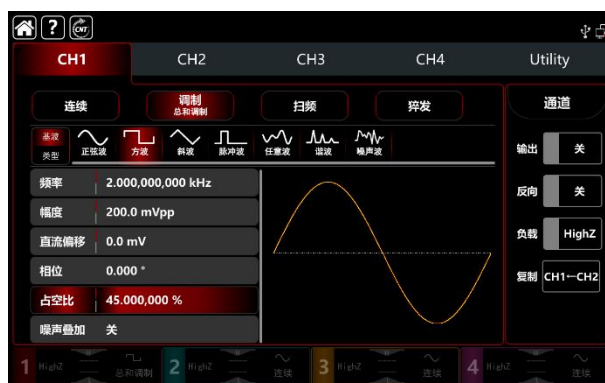 ? CNT
CH1 CH2 CH3 CH4 Utility
连续 调制 扫频 猝发 通道
总和调制
基波
类型
正弦波 方波 斜波 脉冲波 任意波 谐波 噪声波
输出 关
频率 2.000,000,000 kHz
反向 关
幅度 200.0 mVpp
负载 HighZ
直流偏移 0.0 mV
相位 0.000 °
复制 CH1←CH2
占空比 45.000,000 %
噪声叠加 关
1 HighZ 总和调制 2 HighZ 连续 3 HighZ 连续 4 HighZ 连续